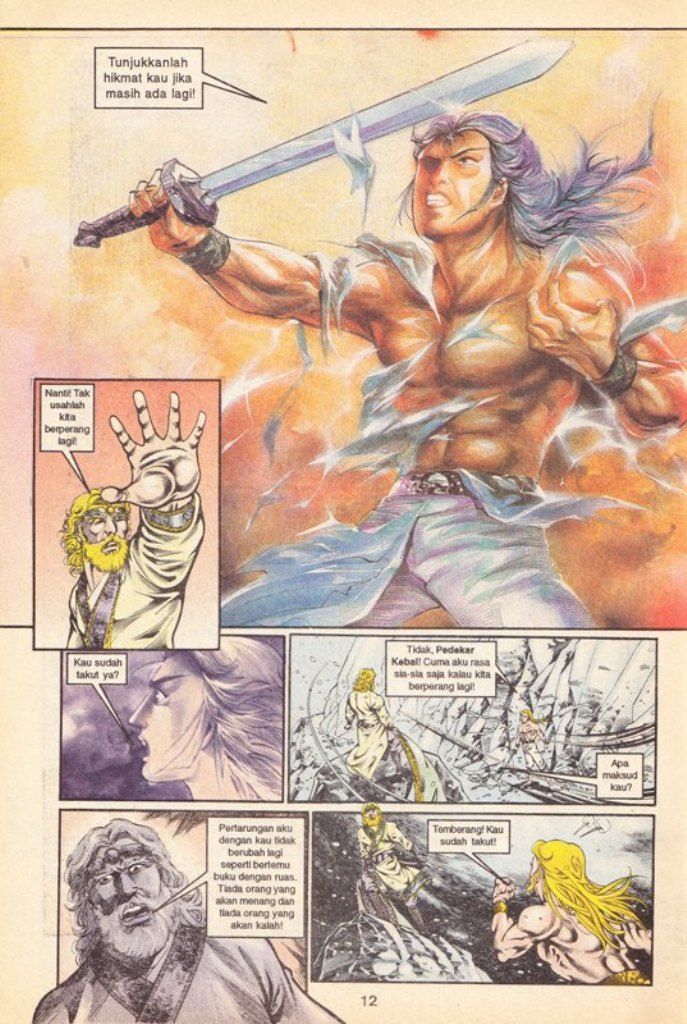 Tunjukkanlah
hikmat kau jika
masih ada lagi!
Nanti! Tak
usahlah
kita
berperang
lagi!
Kau sudah
takut ya?
Tidak, Pedekar
Kebal! Cuma aku rasa
sia-sia saja kalau kita
berperang lagi!
Apa
maksud
kau?
Pertarungan aku
dengan kau tidak
berubah lagi
seperti bertemu
buku dengan ruas.
Tiada orang yang
akan menang dan
tiada orang yang
akan kalah!
Temberang! Kau
sudah takut!
12